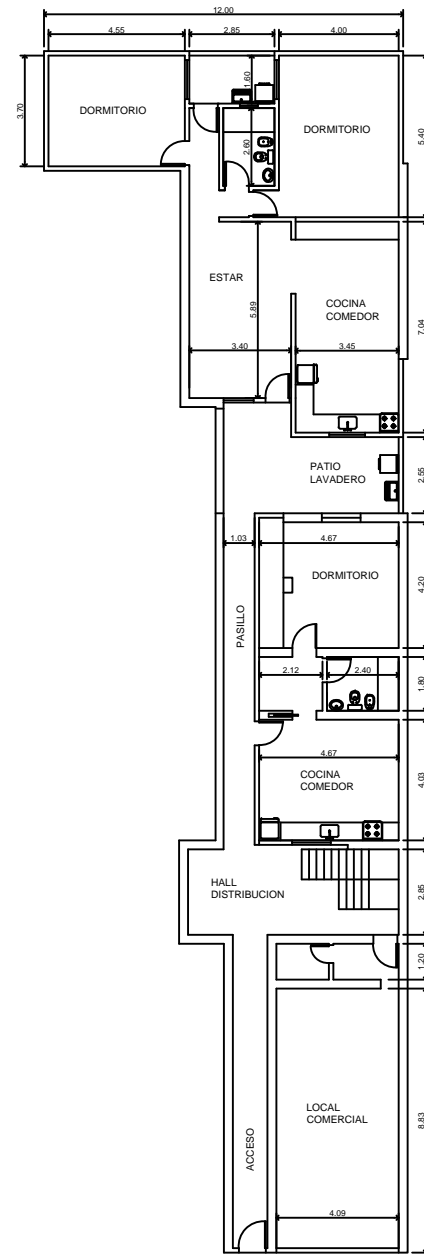 12.00
4.55
2.85
4.00
3.70
1.60
5.40
DORMITORIO
DORMITORIO
2.60
ESTAR
5.89
COCINA
COMEDOR
7.04
3.40
3.45
PATIO
LAVADERO
2.55
1.03
4.67
DORMITORIO
4.20
PASILLO
2.12
2.40
1.80
4.67
COCINA
COMEDOR
4.03
HALL
DISTRIBUCION
2.85
1.20
LOCAL
COMERCIAL
8.83
ACCESO
4.09